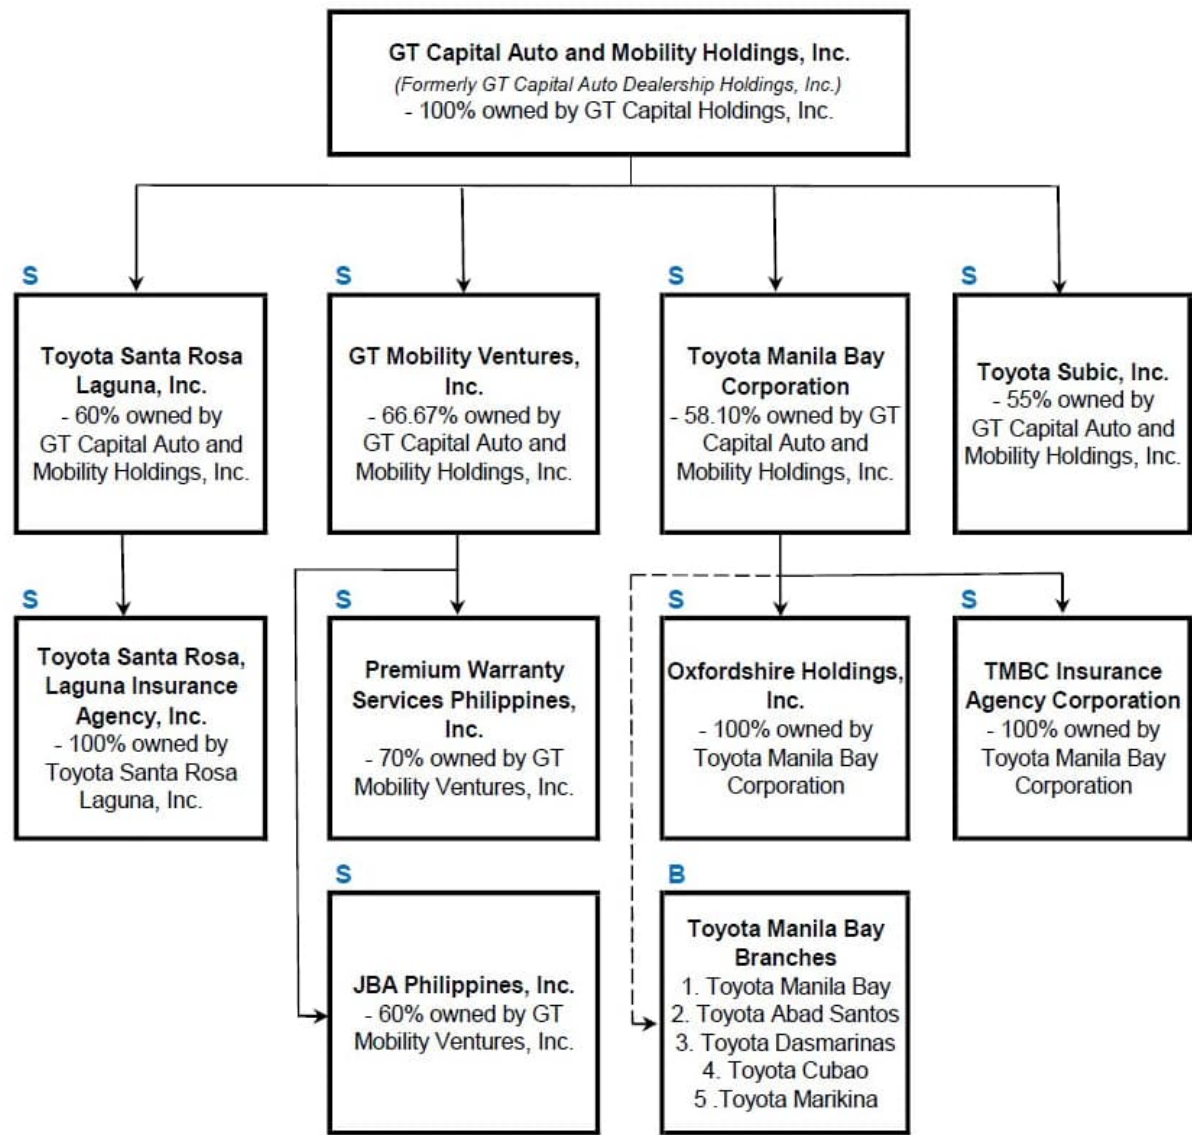 GT Capital Auto and Mobility Holdings, Inc.
(Formerly GT Capital Auto Dealership Holdings, Inc.)
- 100% owned by GT Capital Holdings, Inc.
S
Toyota Santa Rosa
Laguna, Inc.
- 60% owned by
GT Capital Auto and
Mobility Holdings, Inc.
S
GT Mobility Ventures,
Inc.
- 66.67% owned by
GT Capital Auto and
Mobility Holdings, Inc.
S
Toyota Manila Bay
Corporation
- 58.10% owned by GT
Capital Auto and
Mobility Holdings, Inc.
S
Toyota Subic, Inc.
- 55% owned by
GT Capital Auto and
Mobility Holdings, Inc.
S
Toyota Santa Rosa,
Laguna Insurance
Agency, Inc.
- 100% owned by
Toyota Santa Rosa
Laguna, Inc.
S
Premium Warranty
Services Philippines,
Inc.
- 70% owned by GT
Mobility Ventures, Inc.
S
Oxfordshire Holdings,
Inc.
- 100% owned by
Toyota Manila Bay
Corporation
S
TMBC Insurance
Agency Corporation
- 100% owned by
Toyota Manila Bay
Corporation
S
JBA Philippines, Inc.
- 60% owned by GT
Mobility Ventures, Inc.
B
Toyota Manila Bay
Branches
1. Toyota Manila Bay
2. Toyota Abad Santos
3. Toyota Dasmarinas
4. Toyota Cubao
5 .Toyota Marikina